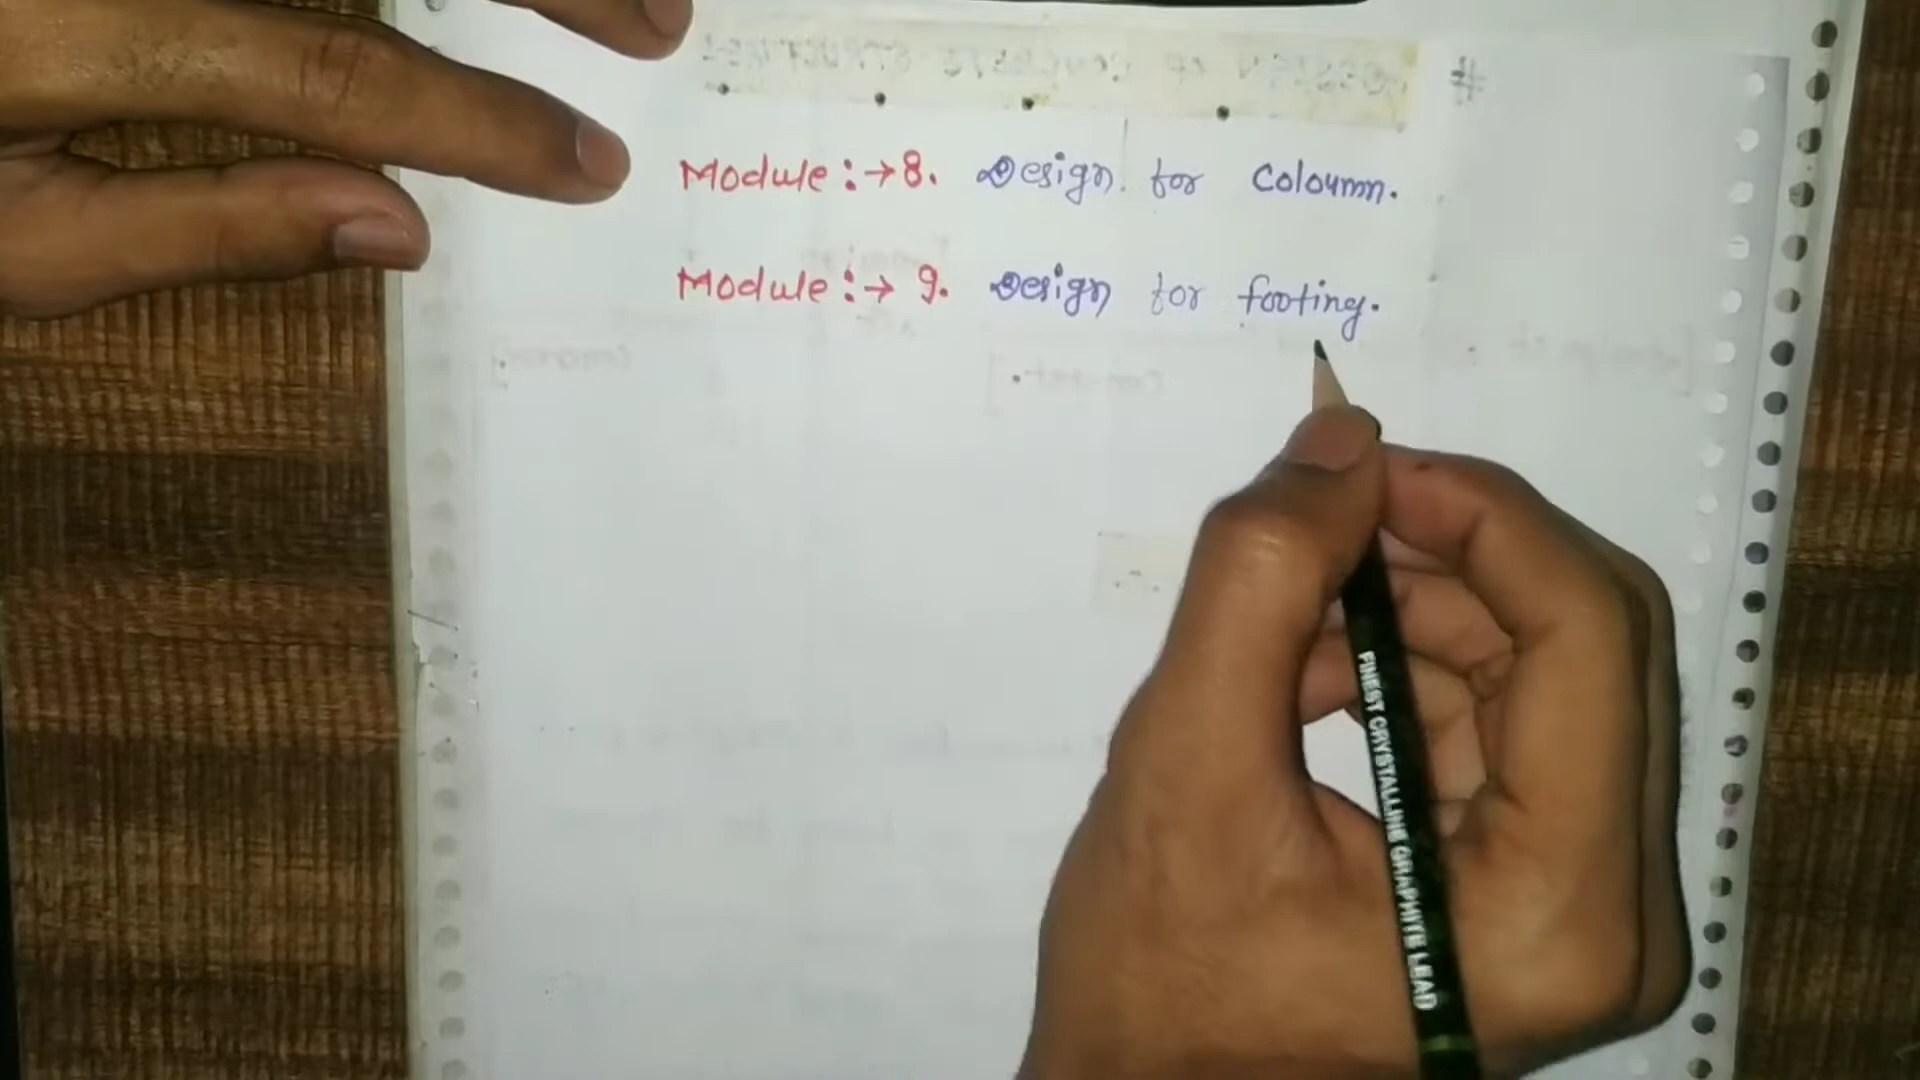 #
Module :→ 8. Design for Coloumn.
Module :→ 9. Design for footing.
FINEST CRYSTALLINE GRAPHITE LEAD